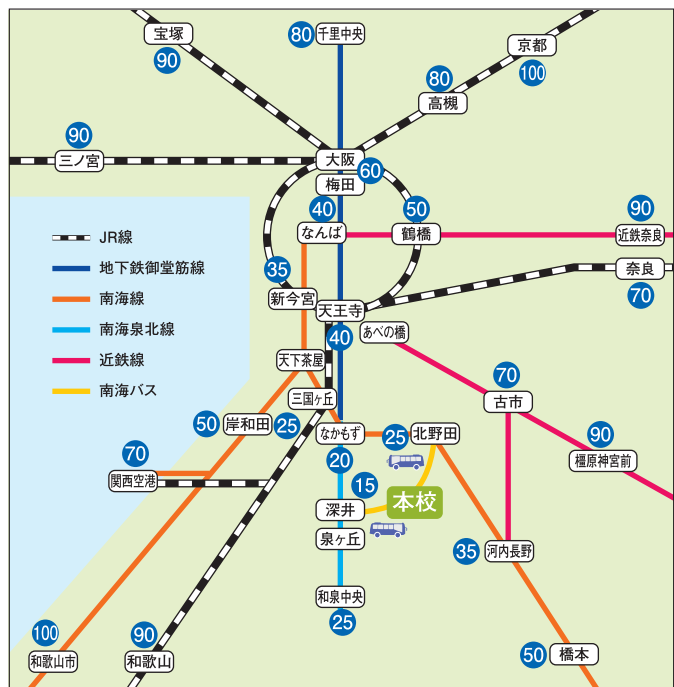 宝塚
90
80
千里中央
京都
100
80
高槻
90
三ノ宮
大阪
60
梅田
40
なんば
50
鶴橋
90
近鉄奈良
JR線
地下鉄御堂筋線
南海線
南海泉北線
近鉄線
南海バス
35
新今宮
天王寺
40
あべの橋
奈良
70
天下茶屋
三国ヶ丘
70
古市
50
岸和田
25
なかもず
25
北野田
20
90
橿原神宮前
70
関西空港
15
深井
本校
泉ヶ丘
35
河内長野
和泉中央
25
100
和歌山市
90
和歌山
50
橋本